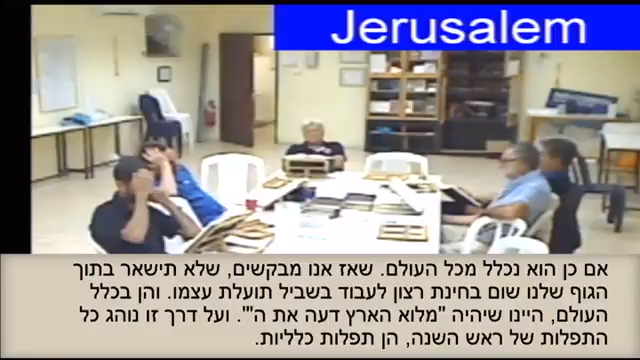 Jerusalem
אם כן הוא נכלל מכל העולם. שאז אנו מבקשים, שלא תישאר בתוך
הגוף שלנו שום בחינת רצון לעבוד בשביל תועלת עצמו. והן בכלל
העולם, היינו שיהיה "מלוא הארץ דעה את ה'". ועל דרך זו נוהג כל
התפלות של ראש השנה, הן תפלות כלליות.